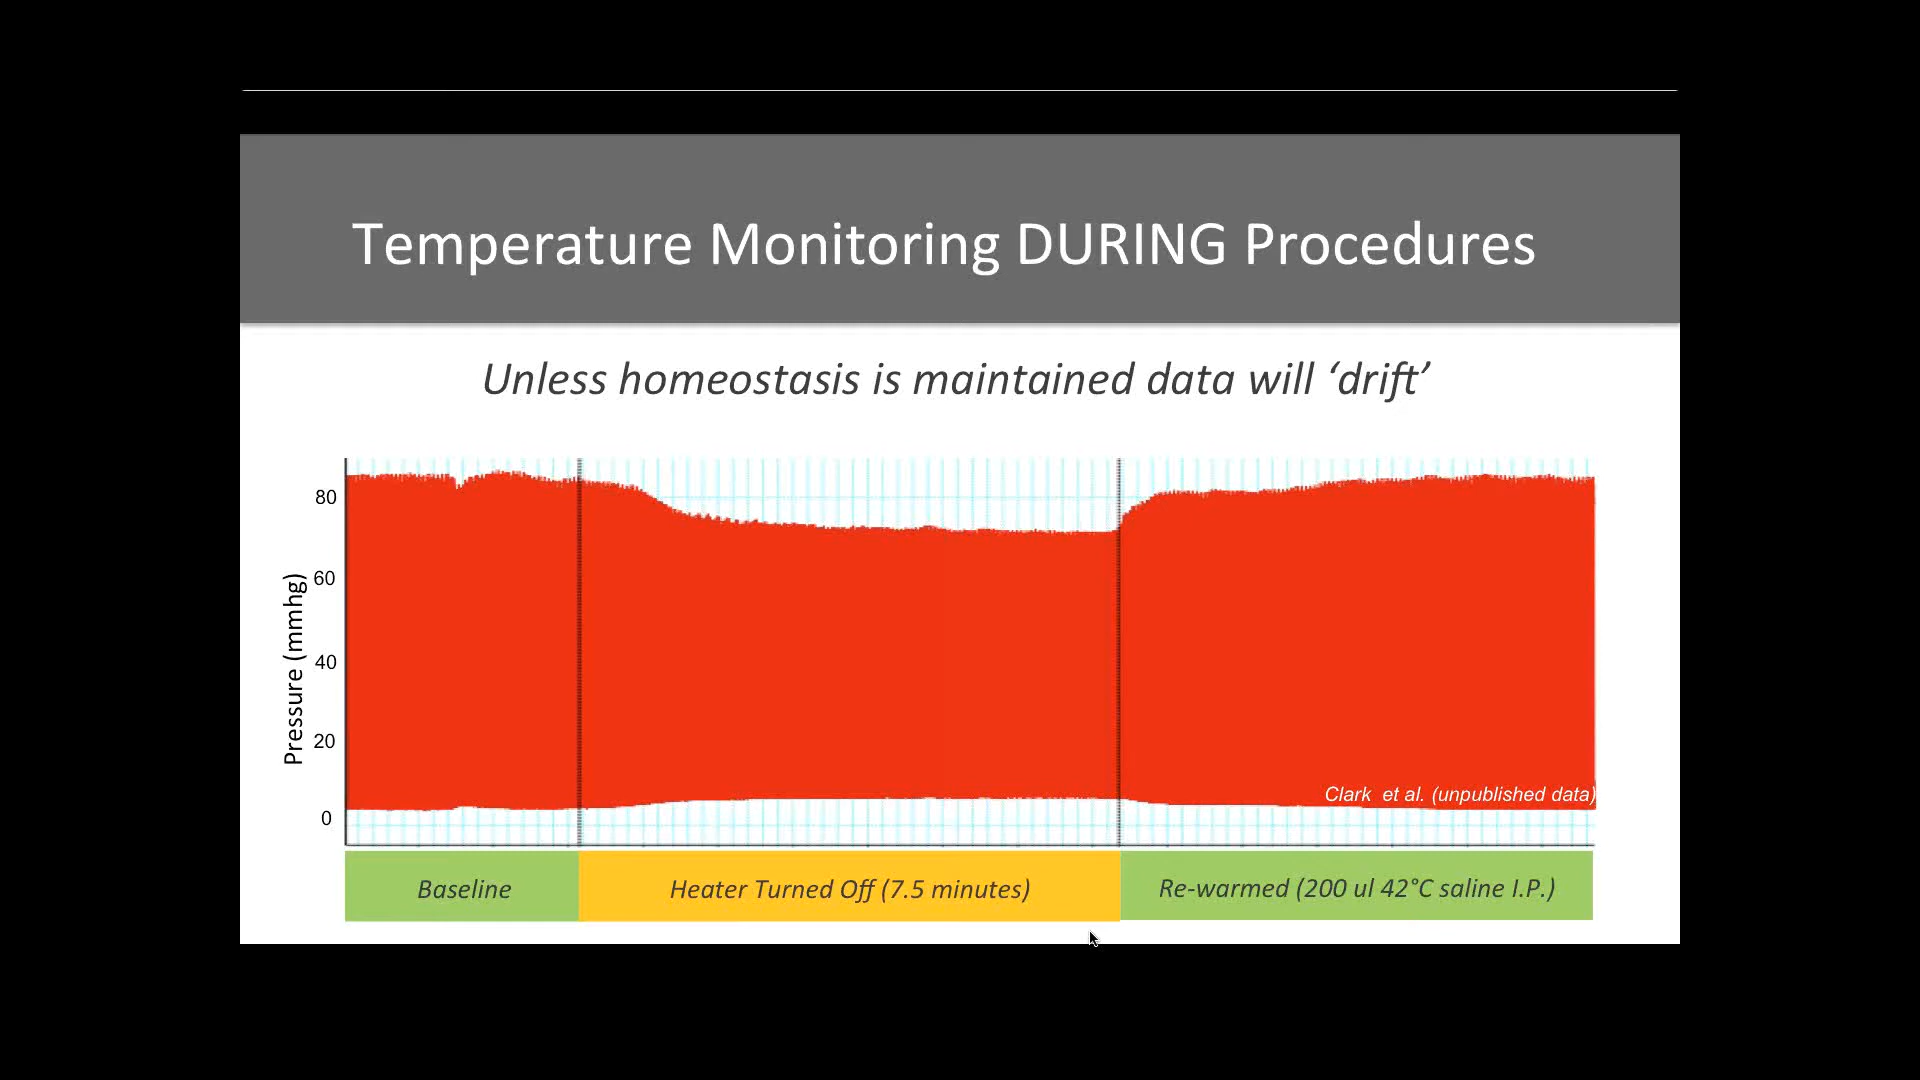 Temperature Monitoring DURING Procedures
Unless homeostasis is maintained data will ‘drift’
Pressure (mmhg)
80
60
40
20
0
Clark et al. (unpublished data)
Baseline
Heater Turned Off (7.5 minutes)
Re-warmed (200 ul 42°C saline I.P.)